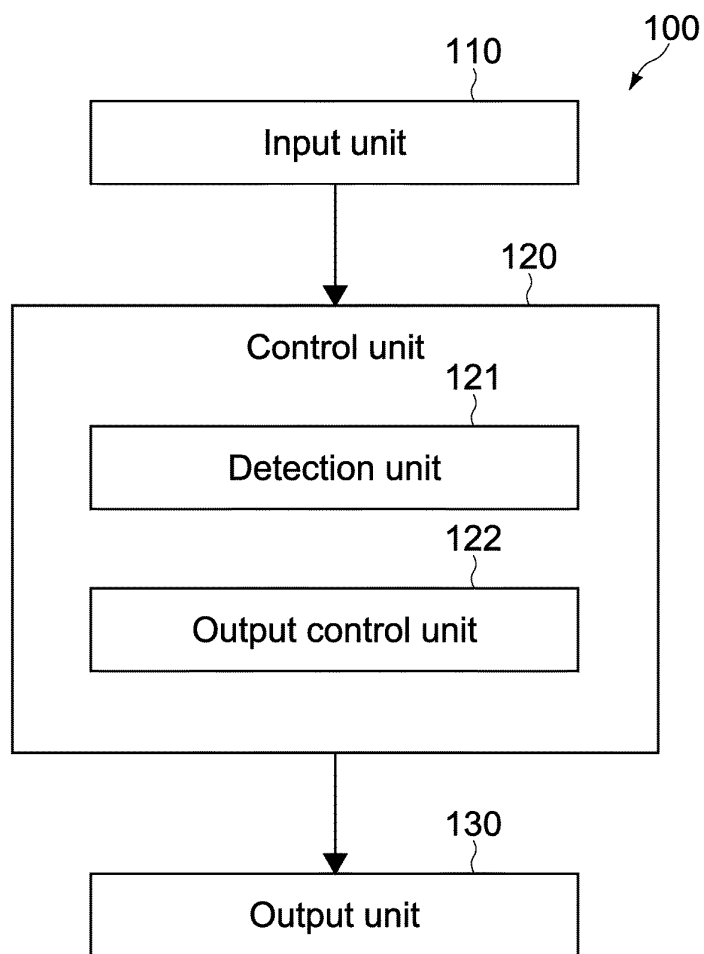 100
110
Input unit
120
Control unit
121
Detection unit
122
Output control unit
130
Output unit